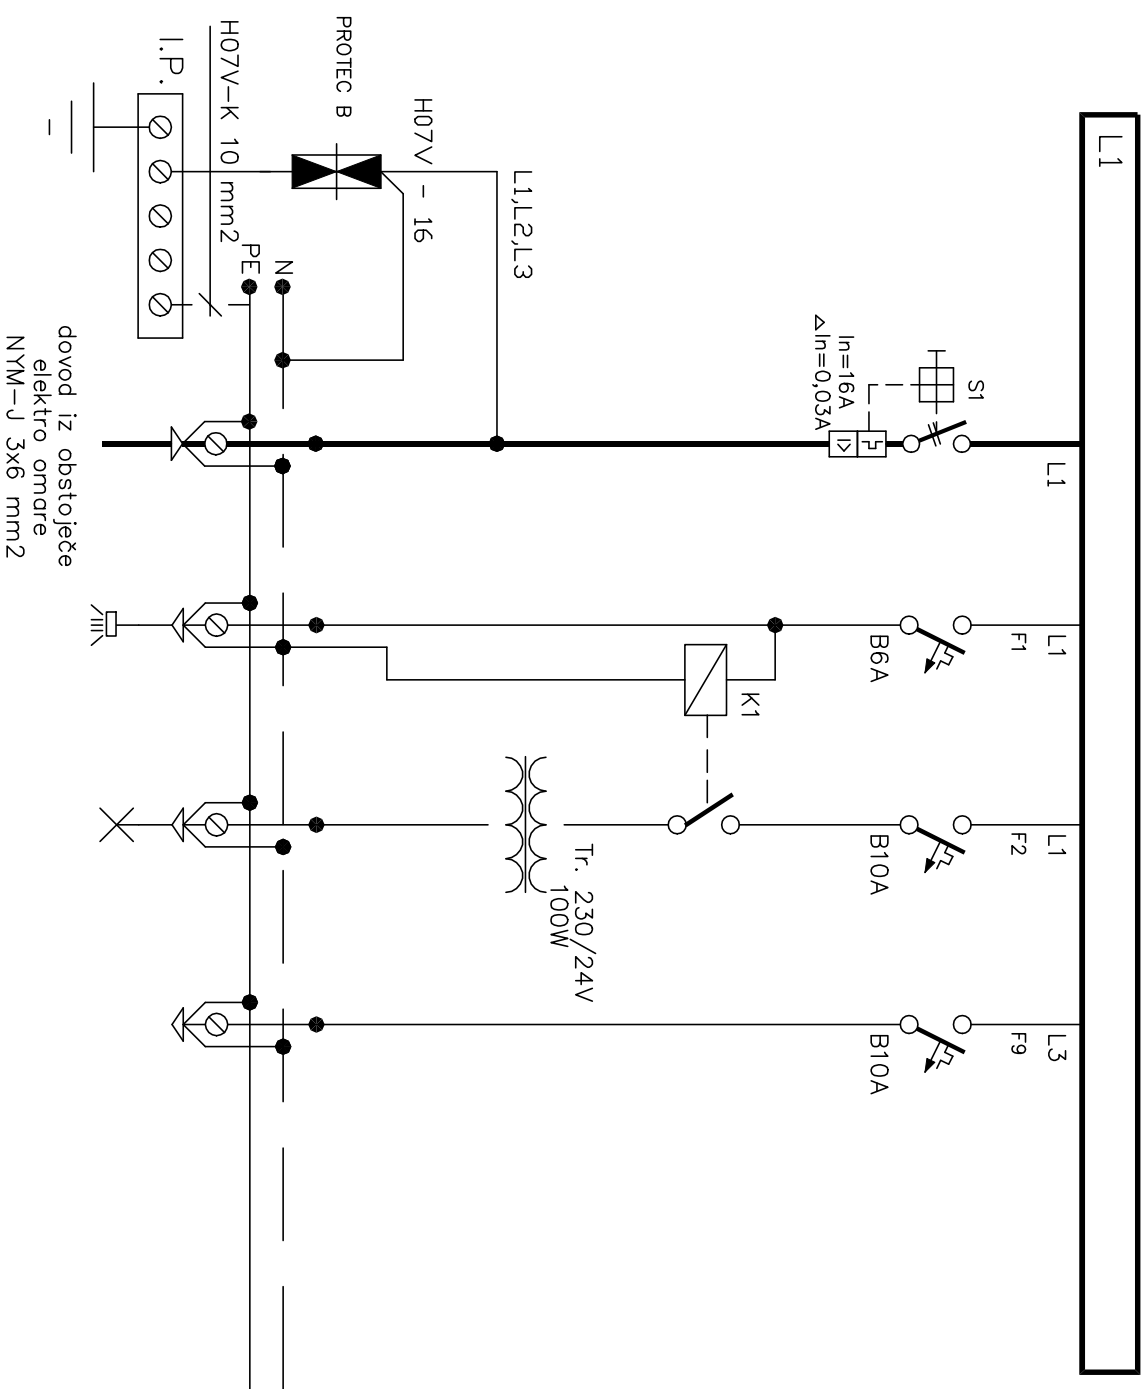 L1
L1
S1
In=16A
ΔIn=0,03A
L1,L2,L3
H07V - 16
PROTEC B
N
PE
H07V-K 10 mm2
I.P.
dovod iz obstoječe
elektro omare
NYM-J 3x6 mm2
L1
F1
B6A
K1
L1
F2
B10A
Tr. 230/24V
100W
L3
F9
B10A